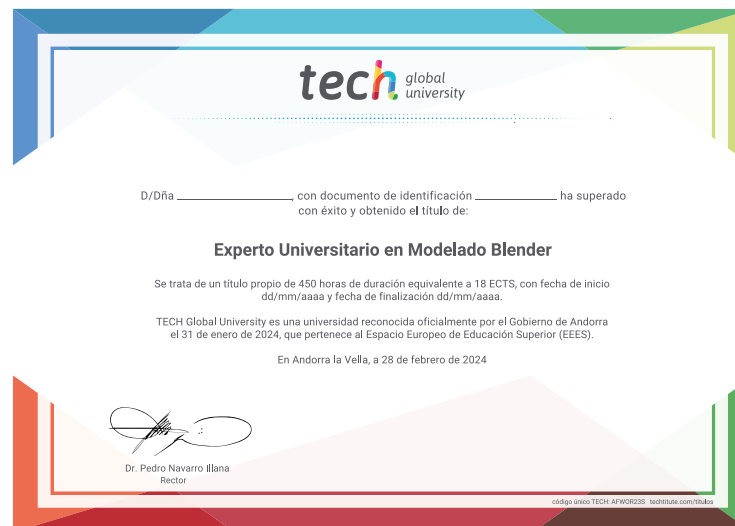 tech global university
D/Dña ____________, con documento de identificación ____________ ha superado
con éxito y obtenido el título de:
Experto Universitario en Modelado Blender
Se trata de un título propio de 450 horas de duración equivalente a 18 ECTS, con fecha de inicio
dd/mm/aaaa y fecha de finalización dd/mm/aaaa.
TECH Global University es una universidad reconocida oficialmente por el Gobierno de Andorra
el 31 de enero de 2024, que pertenece al Espacio Europeo de Educación Superior (EEES).
En Andorra la Vella, a 28 de febrero de 2024
Dr. Pedro Navarro Illana
Rector
código único TECH: AFWOR23S techtitute.com/titulos